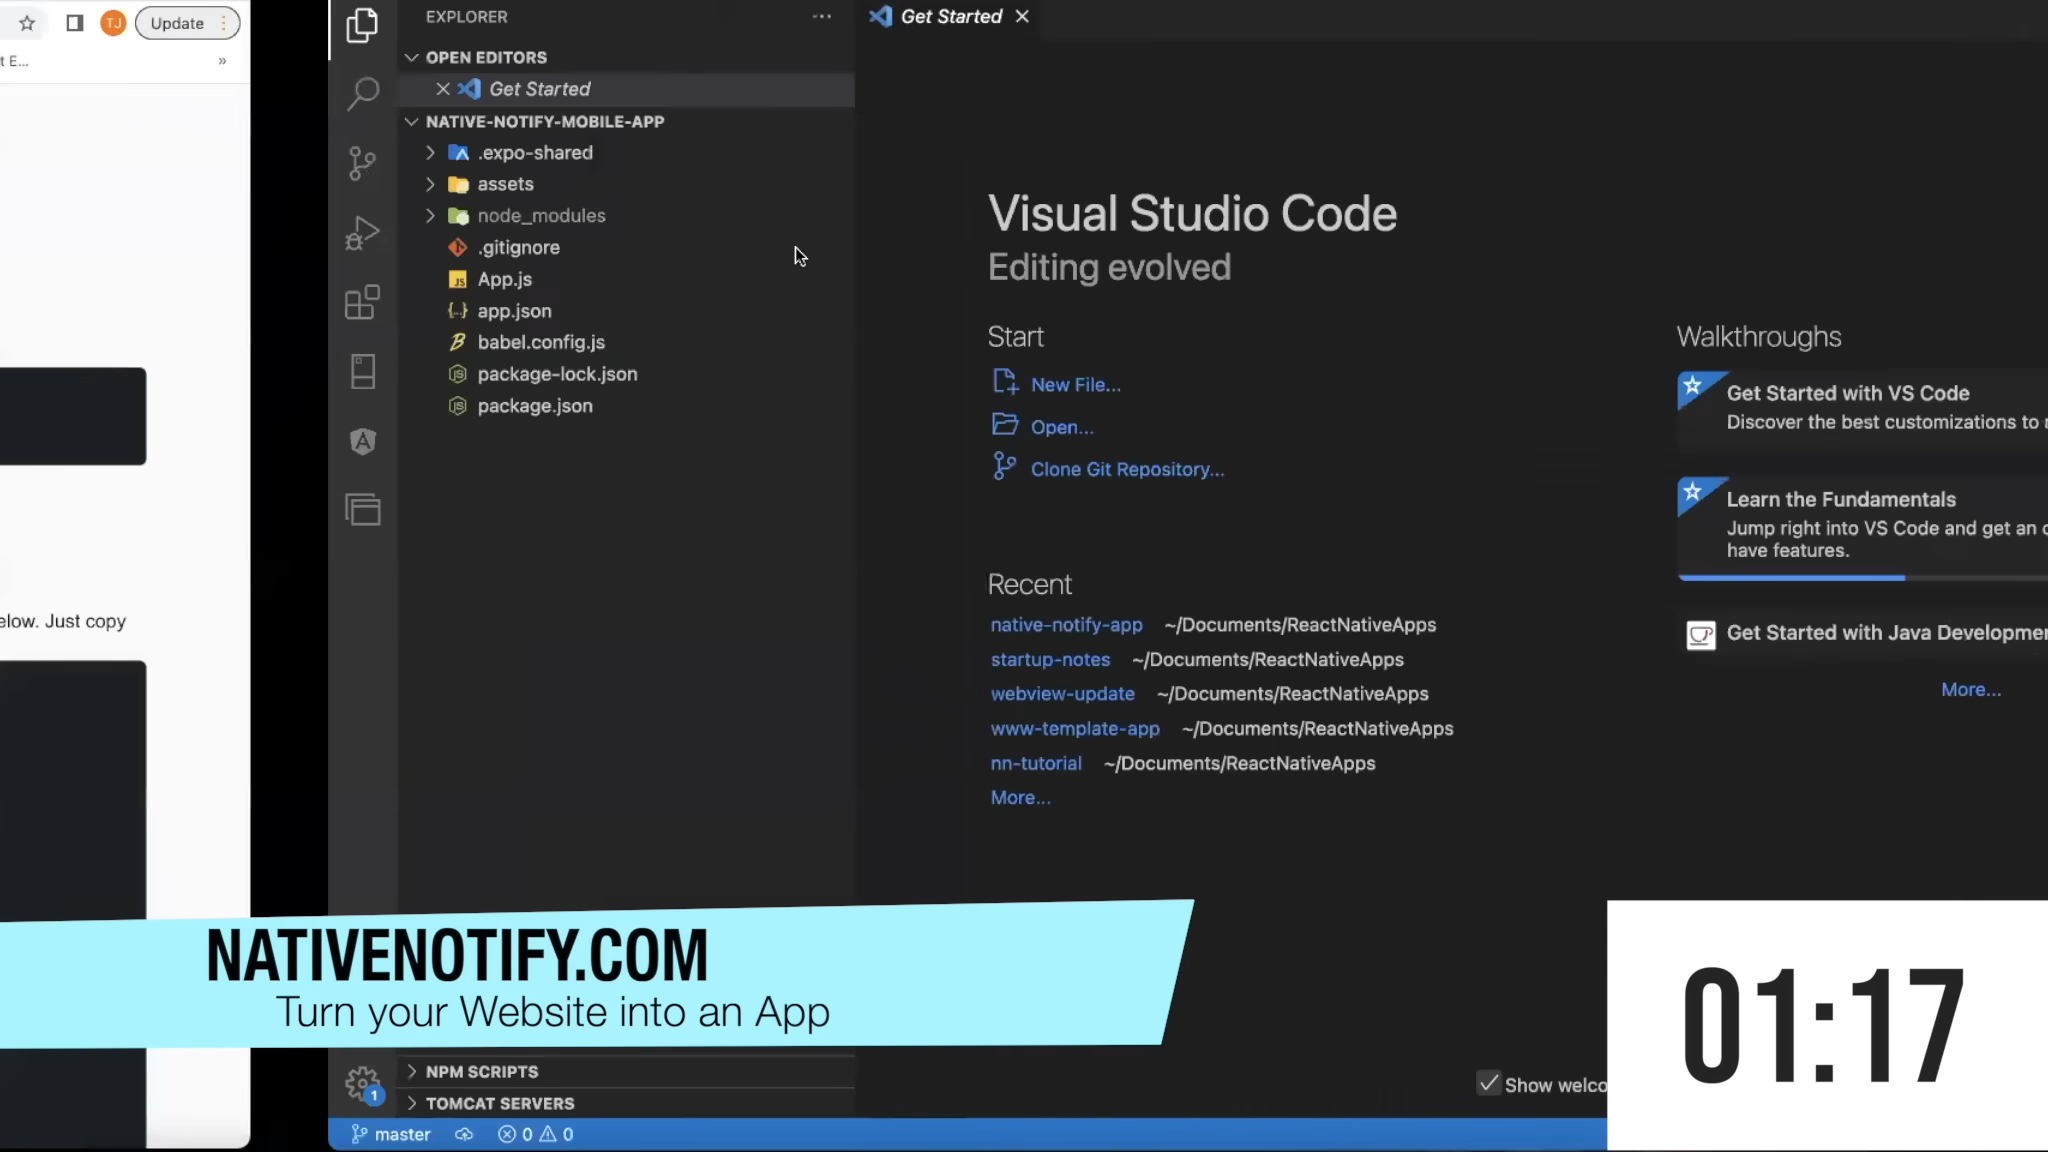 TJ
Update
t E...
»
elow. Just copy
EXPLORER
OPEN EDITORS
Get Started
NATIVE-NOTIFY-MOBILE-APP
.expo-shared
assets
node_modules
.gitignore
App.js
app.json
babel.config.js
package-lock.json
package.json
NPM SCRIPTS
TOMCAT SERVERS
1
master
0
0
Get Started
Visual Studio Code
Editing evolved
Start
New File...
Open...
Clone Git Repository...
Recent
native-notify-app ~/Documents/ReactNativeApps
startup-notes ~/Documents/ReactNativeApps
webview-update ~/Documents/ReactNativeApps
www-template-app ~/Documents/ReactNativeApps
nn-tutorial ~/Documents/ReactNativeApps
More...
Walkthroughs
Get Started with VS Code
Discover the best customizations to
Learn the Fundamentals
Jump right into VS Code and get an
have features.
Get Started with Java Developme
More...
Show welco
NATIVENOTIFY.COM
Turn your Website into an App
01:17